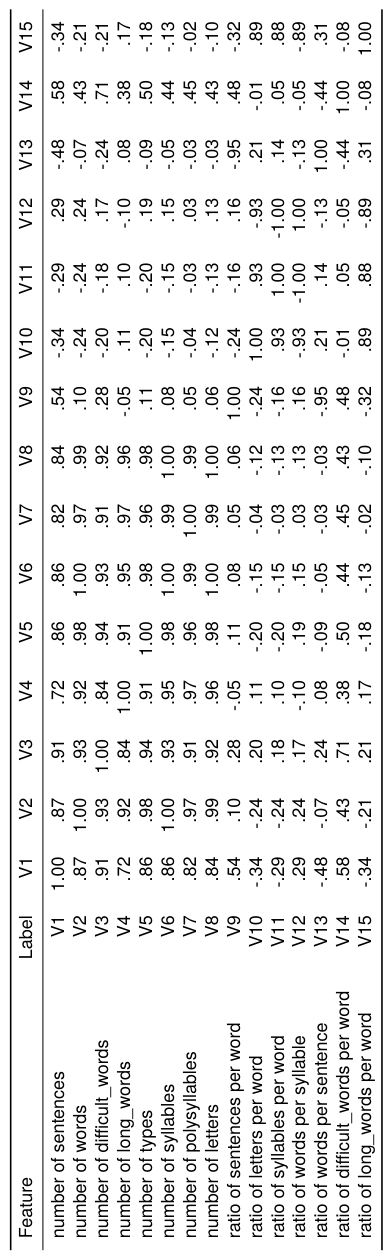 Feature Label V1 V2 V3 V4 V5 V6 V7 V8 V9 V10 V11 V12 V13 V14 V15
number of sentences V1 1.00 .87 .91 .72 .86 .86 .82 .84 .54 -.34 -.29 .29 -.48 .58 -.34
number of words V2 .87 1.00 .93 .92 .98 1.00 .97 .99 .10 -.24 -.24 .24 -.07 .43 -.21
number of difficult_words V3 .91 .93 1.00 .84 .94 .93 .91 .92 .28 -.20 -.18 .17 -.24 .71 -.21
number of long_words V4 .72 .92 .84 1.00 .91 .95 .97 .96 -.05 .11 .10 -.10 .08 .38 .17
number of types V5 .86 .98 .94 .91 1.00 .98 .96 .98 .11 -.20 -.20 .19 -.09 .50 -.18
number of syllables V6 .86 1.00 .93 .95 .98 1.00 .99 1.00 .08 -.15 -.15 .15 -.05 .44 -.13
number of polysyllables V7 .82 .97 .91 .97 .96 .99 1.00 .99 .05 -.04 -.03 .03 -.03 .45 -.02
number of letters V8 .84 .99 .92 .96 .98 1.00 .99 1.00 .06 -.12 -.13 .13 -.03 .43 -.10
ratio of sentences per word V9 .54 .10 .28 -.05 .11 .08 .05 .06 1.00 -.24 -.16 .16 -.95 .48 -.32
ratio of letters per word V10 -.34 -.24 .20 .11 -.20 -.15 -.04 -.12 -.24 1.00 .93 -.93 .21 -.01 .89
ratio of syllables per word V11 -.29 -.24 .18 .10 -.20 -.15 -.03 -.13 -.16 .93 1.00 -1.00 .14 .05 .88
ratio of words per syllable V12 .29 .24 .17 -.10 .19 .15 .03 .13 .16 -.93 -1.00 1.00 -.13 -.05 -.89
ratio of words per sentence V13 -.48 -.07 .24 .08 -.09 -.05 -.03 -.03 -.95 .21 .14 -.13 1.00 -.44 .31
ratio of difficult_words per word V14 .58 .43 .71 .38 .50 .44 .45 .43 .48 -.01 .05 -.05 -.44 1.00 -.08
ratio of long_words per word V15 -.34 -.21 .21 .17 -.18 -.13 -.02 -.10 -.32 .89 .88 -.89 .31 -.08 1.00